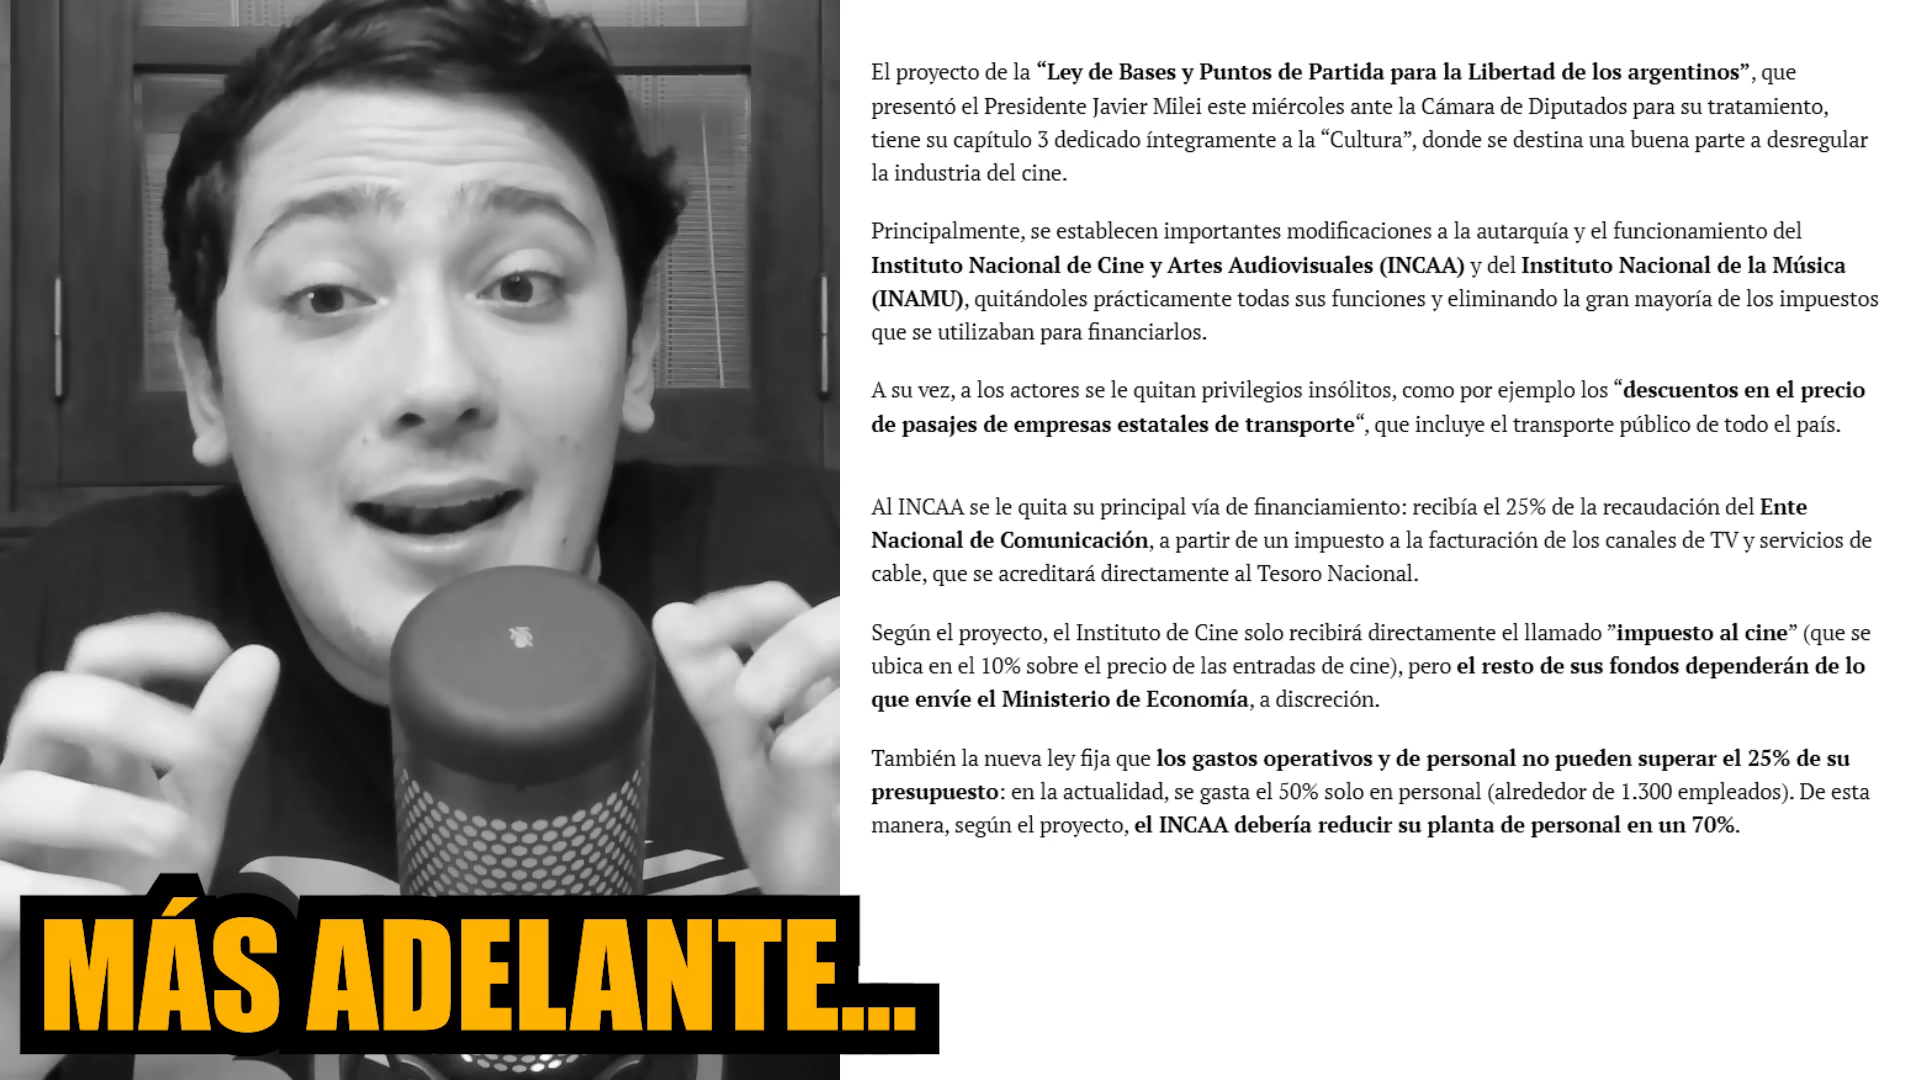 El proyecto de la “Ley de Bases y Puntos de Partida para la Libertad de los argentinos”, que
presentó el Presidente Javier Milei este miércoles ante la Cámara de Diputados para su tratamiento,
tiene su capítulo 3 dedicado íntegramente a la “Cultura”, donde se destina una buena parte a desregular
la industria del cine.
Principalmente, se establecen importantes modificaciones a la autarquía y el funcionamiento del
Instituto Nacional de Cine y Artes Audiovisuales (INCAA) y del Instituto Nacional de la Música
(INAMU), quitándoles prácticamente todas sus funciones y eliminando la gran mayoría de los impuestos
que se utilizaban para financiarlos.
A su vez, a los actores se le quitan privilegios insólitos, como por ejemplo los “descuentos en el precio
de pasajes de empresas estatales de transporte“, que incluye el transporte público de todo el país.
Al INCAA se le quita su principal vía de financiamiento: recibía el 25% de la recaudación del Ente
Nacional de Comunicación, a partir de un impuesto a la facturación de los canales de TV y servicios de
cable, que se acreditará directamente al Tesoro Nacional.
Según el proyecto, el Instituto de Cine solo recibirá directamente el llamado ”impuesto al cine” (que se
ubica en el 10% sobre el precio de las entradas de cine), pero el resto de sus fondos dependerán de lo
que envíe el Ministerio de Economía, a discreción.
También la nueva ley fija que los gastos operativos y de personal no pueden superar el 25% de su
presupuesto: en la actualidad, se gasta el 50% solo en personal (alrededor de 1.300 empleados). De esta
manera, según el proyecto, el INCAA debería reducir su planta de personal en un 70%.
MÁS ADELANTE...